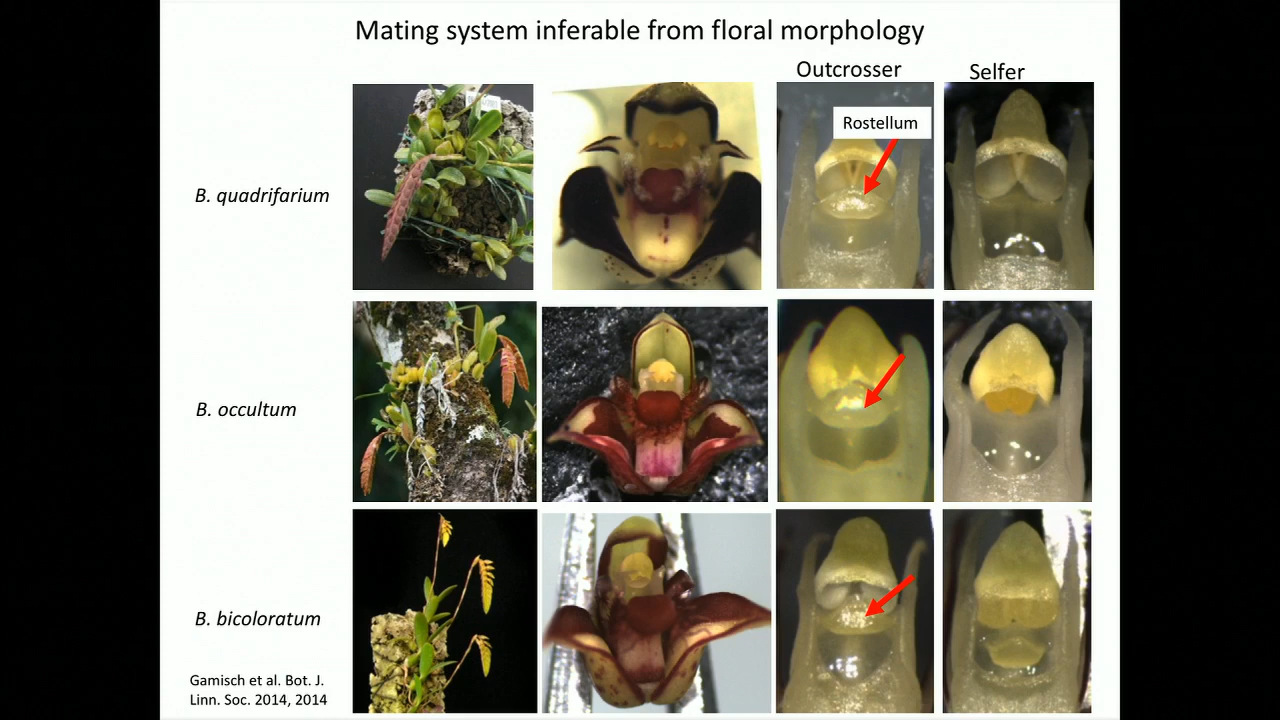 Mating system inferable from floral morphology
Outcrosser
Selfer
Rostellum
B. quadrifarium
B. occultum
B. bicoloratum
Gamisch et al. Bot. J.
Linn. Soc. 2014, 2014